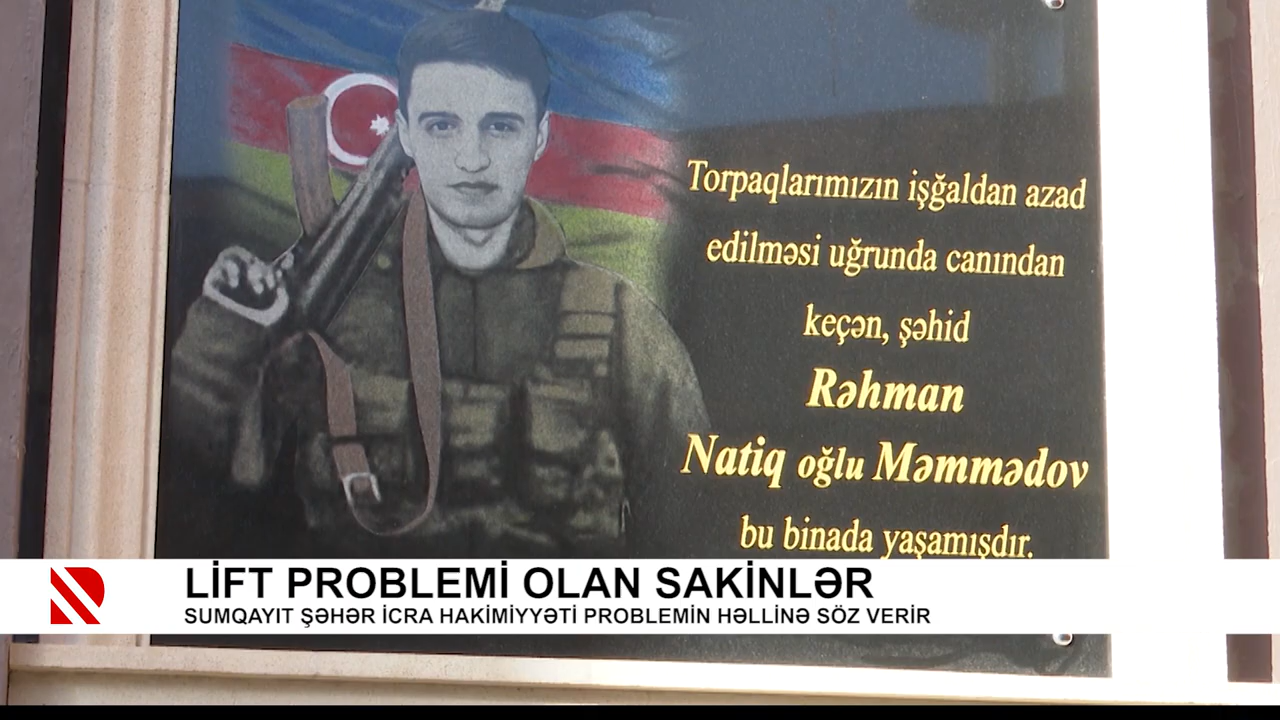 Torpaqlarımızın işğaldan azad
edilməsi uğrunda canından
keçən, şəhid
Rəhman
Natiq oğlu Məmmədov
bu binada yaşamışdır.
LİFT PROBLEMİ OLAN SAKİNLƏR
SUMQAYIT ŞƏHƏR İCRA HAKİMİYYƏTİ PROBLEMİN HƏLLİNƏ SÖZ VERİR